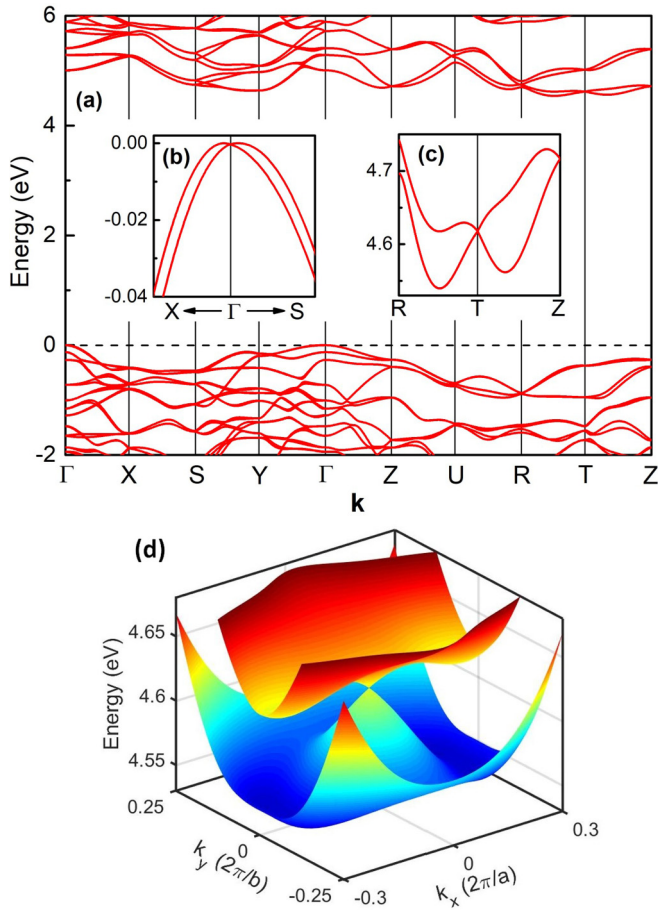 6
4
2
0
-2
Energy (eV)
(a)
(b)
0.00
-0.02
-0.04
X Γ S
(c)
4.7
4.6
R T Z
Γ X S Y Γ Z U R T Z
k
(d)
Energy (eV)
4.65
4.6
4.55
0.25
0
-0.25
k_y (2π/b)
-0.3
0
0.3
k_x (2π/a)